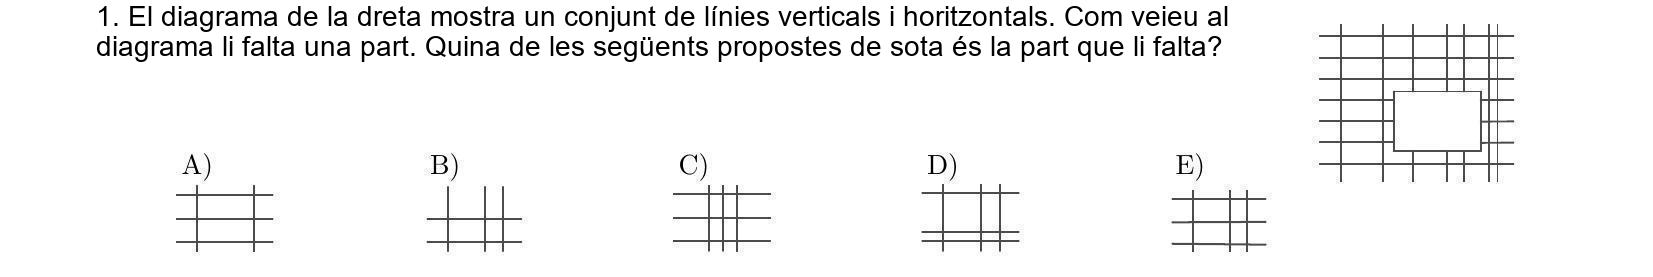 1. El diagrama de la dreta mostra un conjunt de línies verticals i horitzontals. Com veieu al
diagrama li falta una part. Quina de les següents propostes de sota és la part que li falta?
A) B) C) D) E)